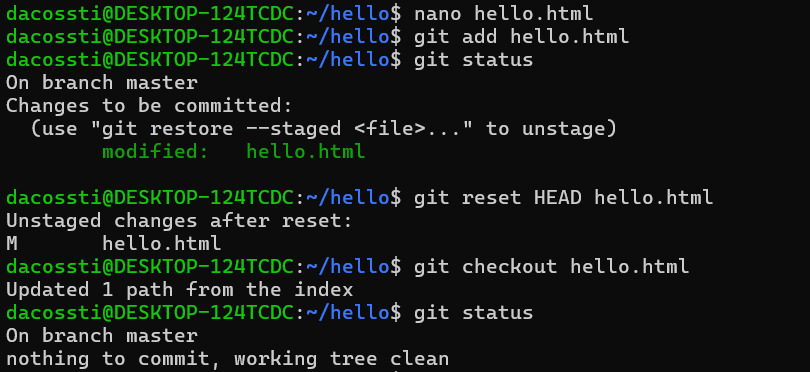 dacossti@DESKTOP-124TCDC:~/hello$ nano hello.html
dacossti@DESKTOP-124TCDC:~/hello$ git add hello.html
dacossti@DESKTOP-124TCDC:~/hello$ git status
On branch master
Changes to be committed:
  (use "git restore --staged <file>..." to unstage)
        modified:   hello.html

dacossti@DESKTOP-124TCDC:~/hello$ git reset HEAD hello.html
Unstaged changes after reset:
M       hello.html
dacossti@DESKTOP-124TCDC:~/hello$ git checkout hello.html
Updated 1 path from the index
dacossti@DESKTOP-124TCDC:~/hello$ git status
On branch master
nothing to commit, working tree clean